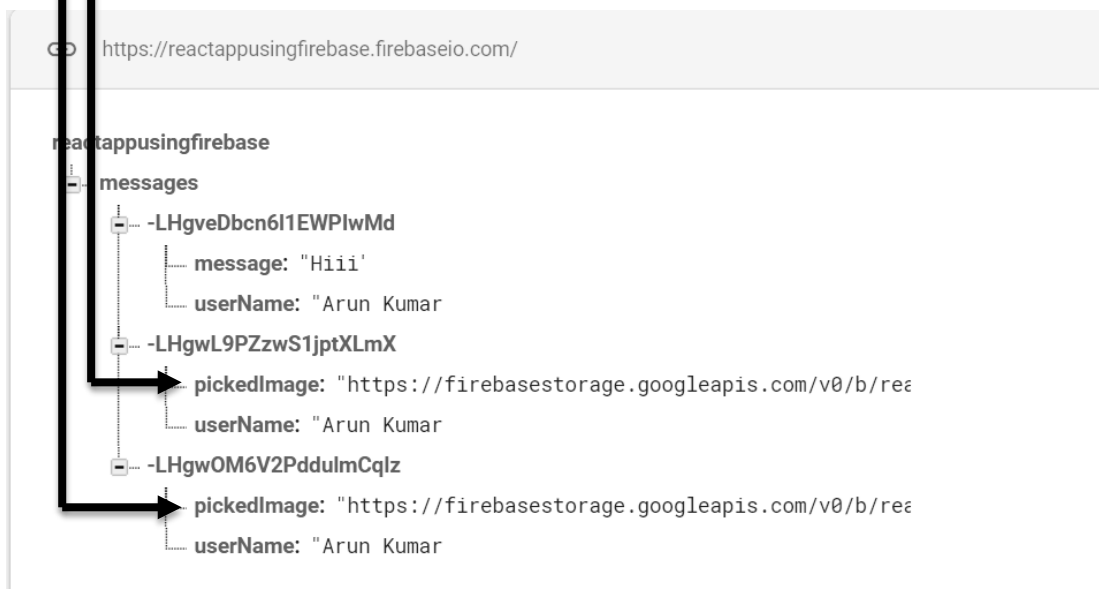 https://reactappusingfirebase.firebaseio.com/
reactappusingfirebase
messages
-LHgveDbcn6I1EWPIwMd
message: "Hiii'
userName: "Arun Kumar
-LHgwL9PZzwS1jptXLmX
pickedImage: "https://firebasestorage.googleapis.com/v0/b/rea
userName: "Arun Kumar
-LHgwOM6V2PddulmCqlz
pickedImage: "https://firebasestorage.googleapis.com/v0/b/rea
userName: "Arun Kumar